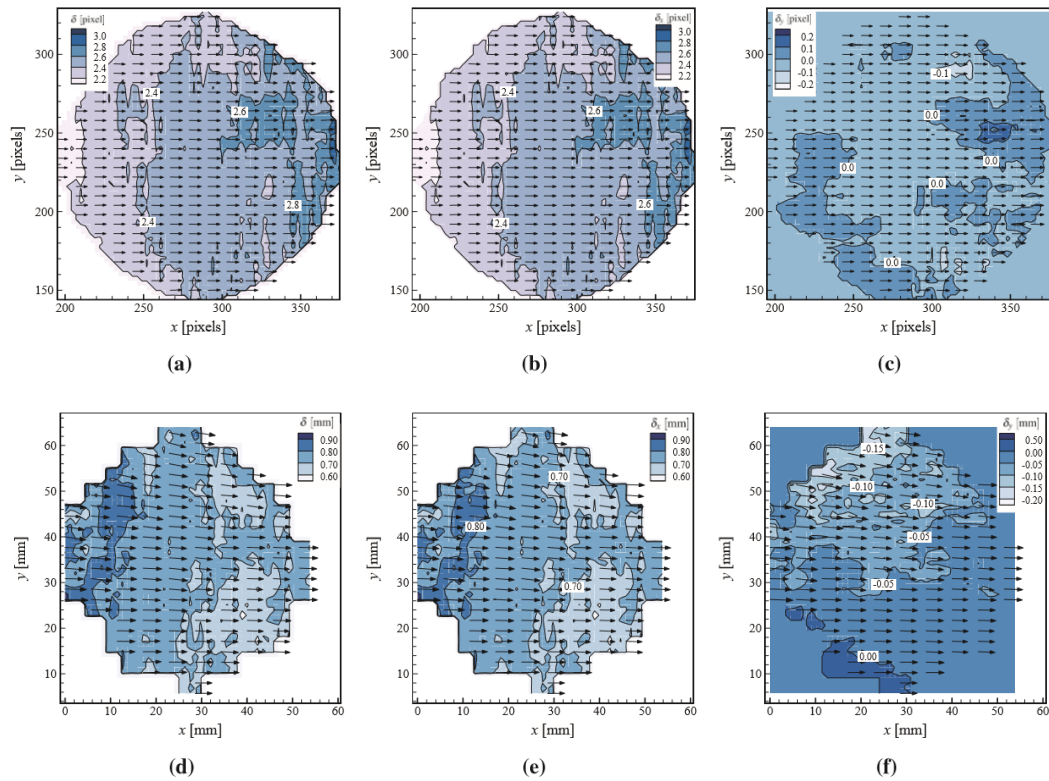 δ [pixel]
3.0
2.8
2.6
2.4
2.2
2.4
2.6
2.4
2.8
300
250
200
150
y [pixels]
200 250 300 350
x [pixels]
(a)
δx [pixel]
3.0
2.8
2.6
2.4
2.2
2.4
2.6
2.4
2.6
300
250
200
150
y [pixels]
200 250 300 350
x [pixels]
(b)
δy [pixel]
0.2
0.0
-0.1
-0.2
-0.1
0.0
0.0
0.0
0.0
0.0
300
250
200
150
y [pixels]
200 250 300 350
x [pixels]
(c)
δ [mm]
0.90
0.80
0.70
0.60
60
50
40
30
20
10
y [mm]
0 10 20 30 40 50 60
x [mm]
(d)
δx [mm]
0.90
0.80
0.70
0.60
0.70
0.80
0.70
60
50
40
30
20
10
y [mm]
0 10 20 30 40 50 60
x [mm]
(e)
δy [mm]
0.50
0.00
-0.05
-0.10
-0.15
-0.20
-0.15
-0.10
-0.10
-0.05
-0.05
0.00
60
50
40
30
20
10
y [mm]
0 10 20 30 40 50 60
x [mm]
(f)